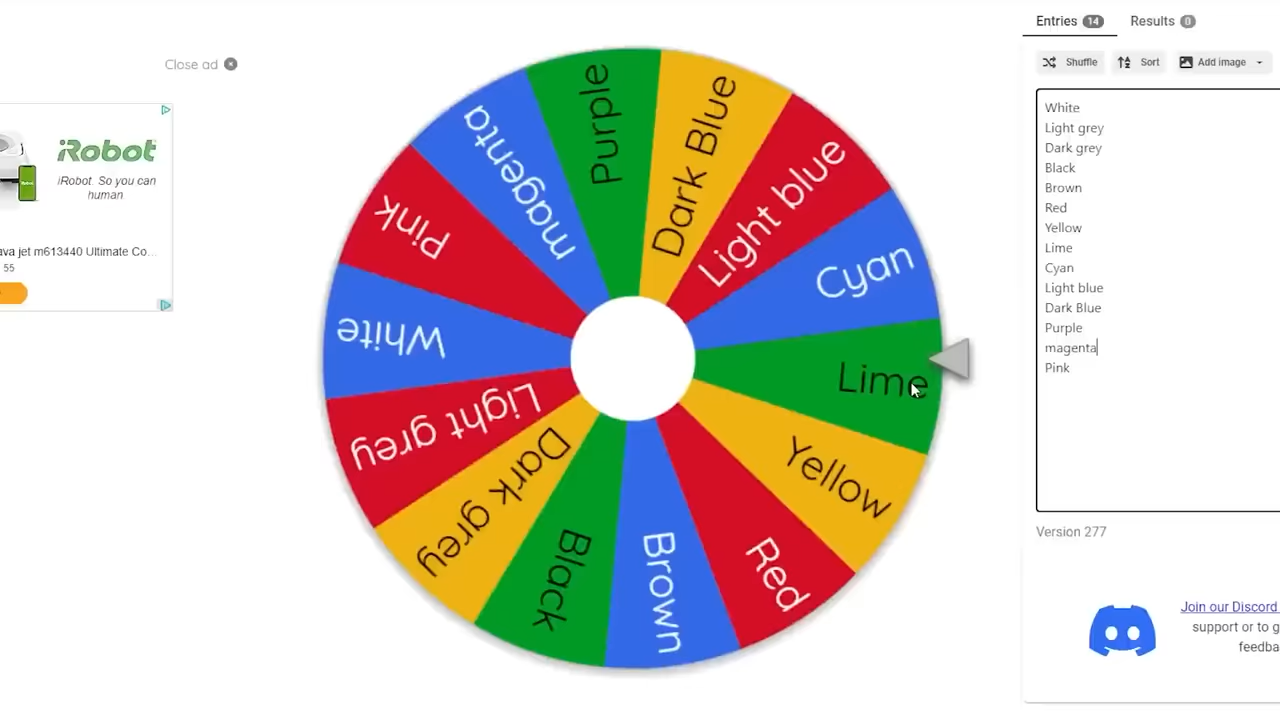 Close ad
iRobot
iRobot. So you can
human
ava jet m613440 Ultimate Co...
55
Purple
Dark Blue
Light blue
Cyan
Lime
Yellow
Red
Brown
Black
Dark grey
Light grey
White
Pink
magenta
Entries 14
Results 0
Shuffle
Sort
Add image
White
Light grey
Dark grey
Black
Brown
Red
Yellow
Lime
Cyan
Light blue
Dark Blue
Purple
magenta
Pink
Version 277
Join our Discord
support or to g
feedba